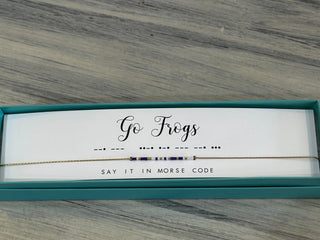 Go Frogs
--· ---   ··-· ·-· --- --· ···
SAY IT IN MORSE CODE